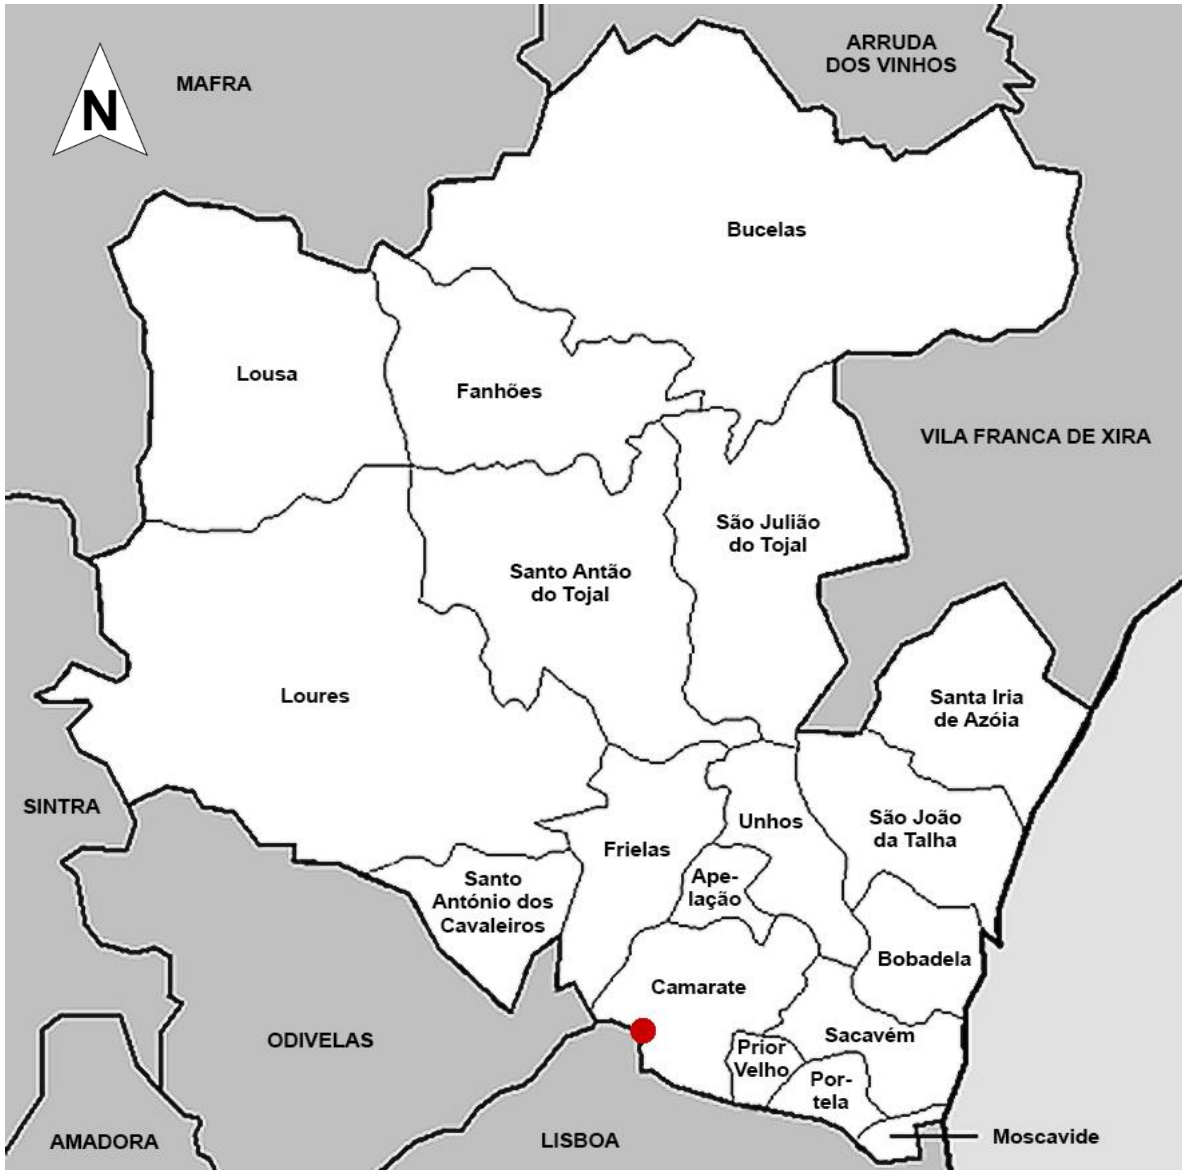 ARRUDA
DOS VINHOS
MAFRA
N
Bucelas
Lousa
Fanhões
VILA FRANCA DE XIRA
São Julião
do Tojal
Santo Antão
do Tojal
Loures
Santa Iria
de Azóia
SINTRA
São João
da Talha
Unhos
Frielas
Ape-
lação
Santo
António dos
Cavaleiros
Bobadela
Camarate
Sacavém
ODIVELAS
Prior
Velho
Por-
tela
AMADORA
LISBOA
Moscavide